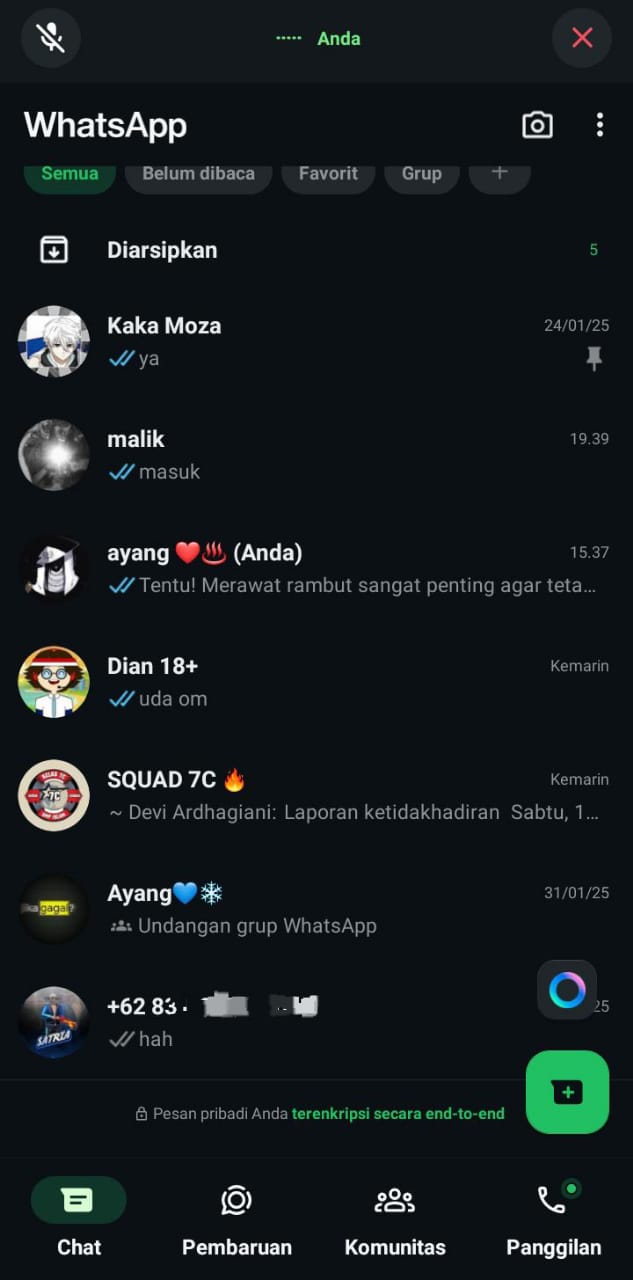 Anda
WhatsApp
Semua
Belum dibaca
Favorit
Grup
Diarsipkan
5
Kaka Moza
24/01/25
ya
malik
19.39
masuk
ayang ❤️♨️ (Anda)
15.37
Tentu! Merawat rambut sangat penting agar teta...
Dian 18+
Kemarin
uda om
SQUAD 7C 🔥
Kemarin
~ Devi Ardhagiani: Laporan ketidakhadiran Sabtu, 1...
Ayang💙❄️
31/01/25
Undangan grup WhatsApp
+62 83
25
hah
SATRIA
Pesan pribadi Anda terenkripsi secara end-to-end
Chat
Pembaruan
Komunitas
Panggilan